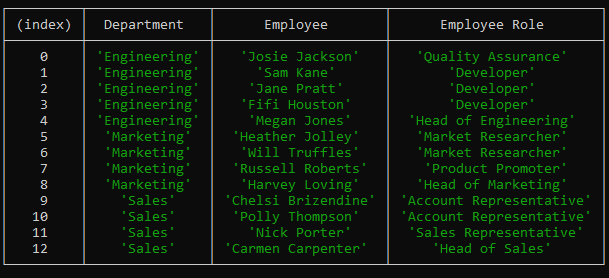 (index) Department Employee Employee Role
0 'Engineering' 'Josie Jackson' 'Quality Assurance'
1 'Engineering' 'Sam Kane' 'Developer'
2 'Engineering' 'Jane Pratt' 'Developer'
3 'Engineering' 'Fifi Houston' 'Developer'
4 'Engineering' 'Megan Jones' 'Head of Engineering'
5 'Marketing' 'Heather Jolley' 'Market Researcher'
6 'Marketing' 'Will Truffles' 'Market Researcher'
7 'Marketing' 'Russell Roberts' 'Product Promoter'
8 'Marketing' 'Harvey Loving' 'Head of Marketing'
9 'Sales' 'Chelsi Brizendine' 'Account Representative'
10 'Sales' 'Polly Thompson' 'Account Representative'
11 'Sales' 'Nick Porter' 'Sales Representative'
12 'Sales' 'Carmen Carpenter' 'Head of Sales'